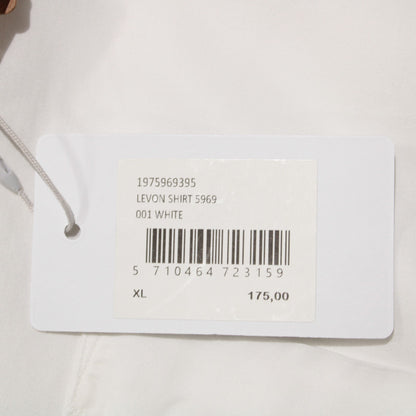 1975969395
LEVON SHIRT 5969
001 WHITE
5 710464 723159
XL 175,00